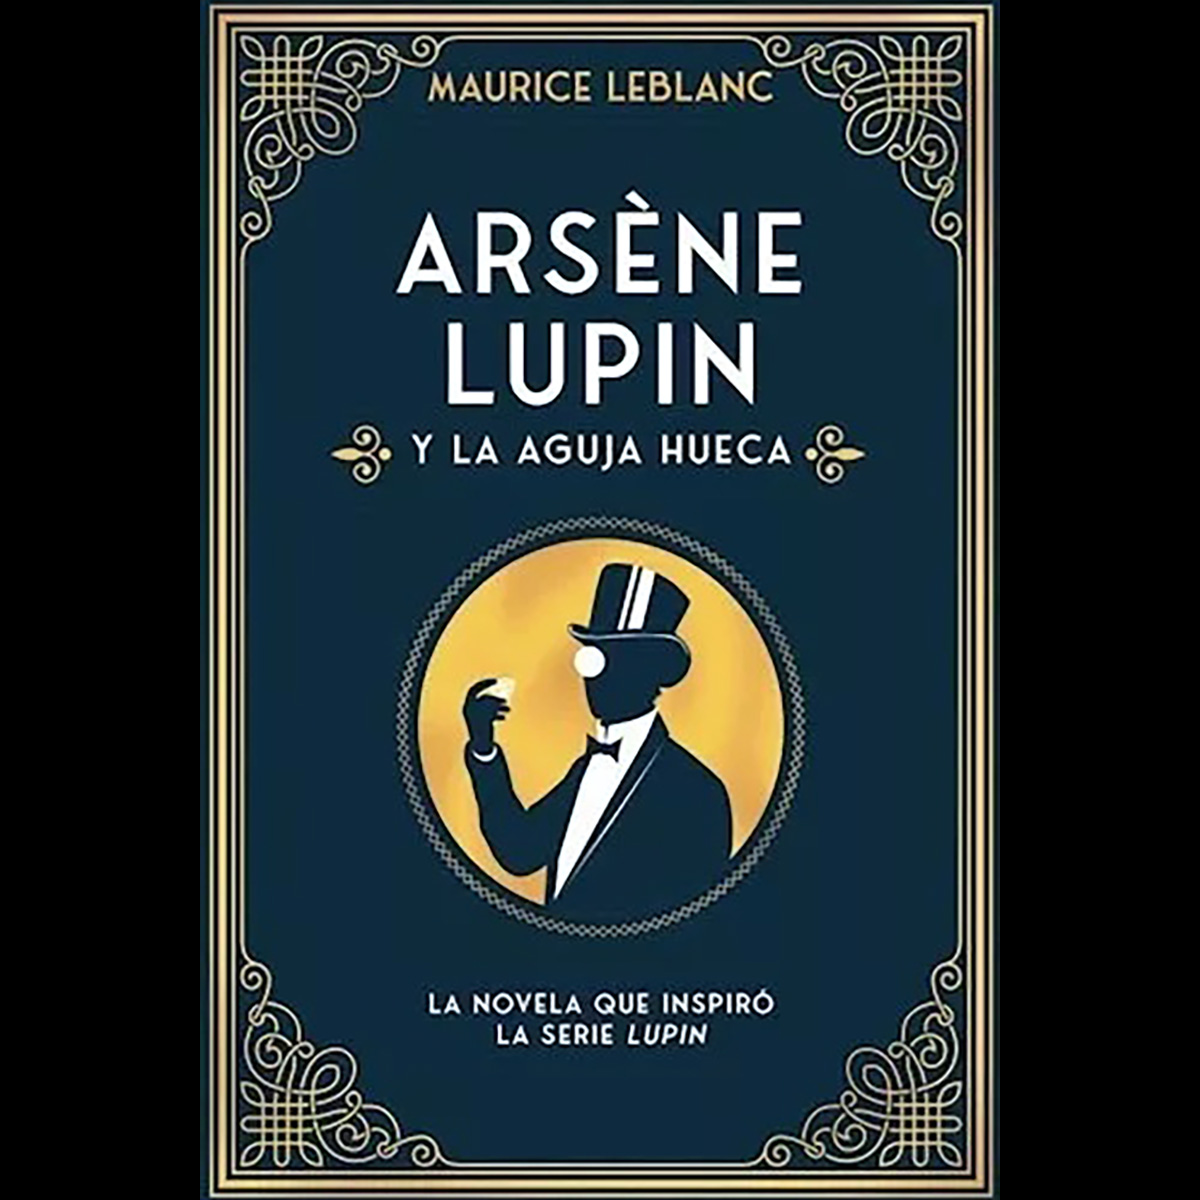 MAURICE LEBLANC
ARSÈNE
LUPIN
Y LA AGUJA HUECA
LA NOVELA QUE INSPIRÓ
LA SERIE LUPIN